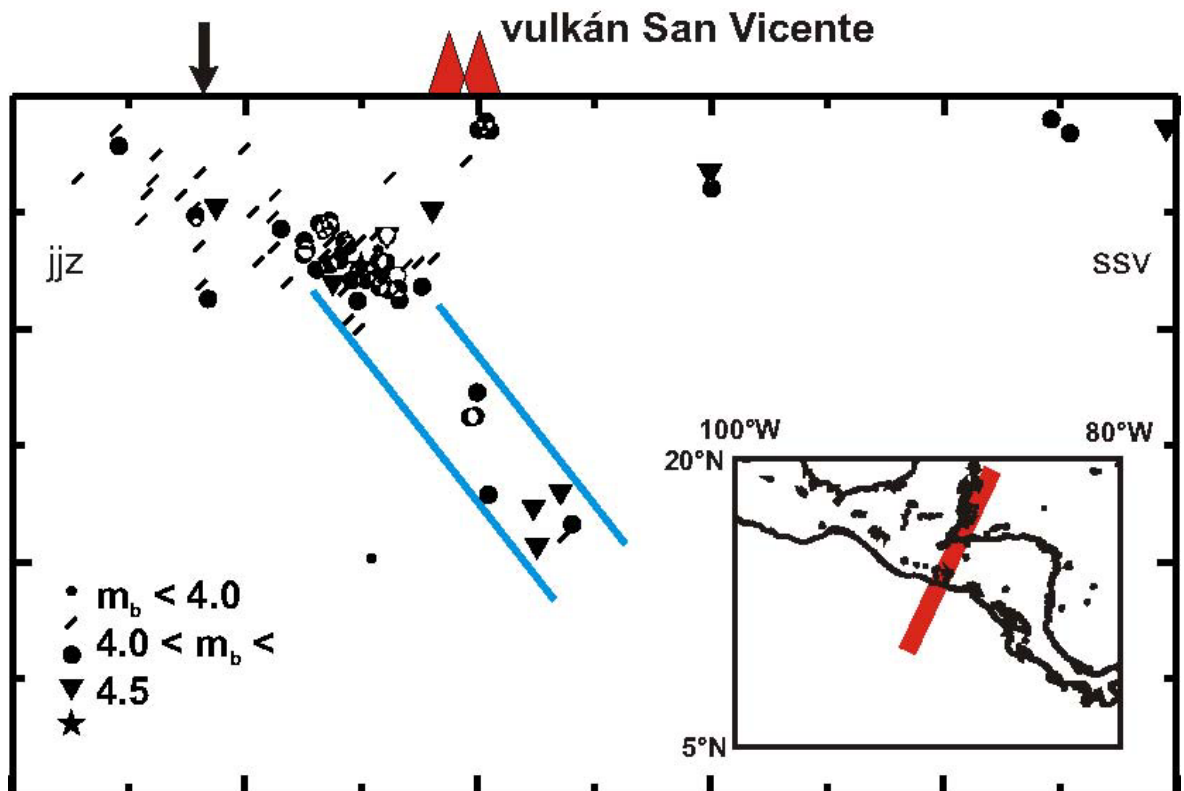 vulkán San Vicente
jjz
ssv
100°W
80°W
20°N
5°N
m_b < 4.0
4.0 < m_b <
4.5